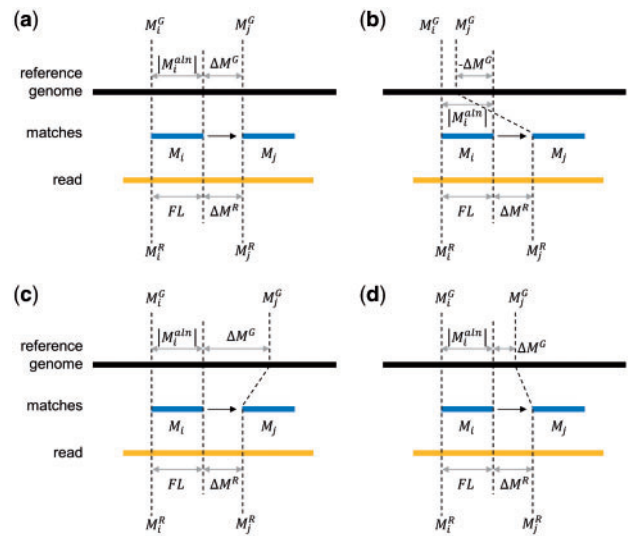 (a)
M_i^G M_j^G
|M_i^{aln}| ΔM^G
reference
genome
matches
M_i M_j
read
FL ΔM^R
M_i^R M_j^R
(b)
M_i^G M_j^G
-ΔM^G
|M_i^{aln}|
M_i M_j
FL ΔM^R
M_i^R M_j^R
(c)
M_i^G M_j^G
|M_i^{aln}| ΔM^G
reference
genome
matches
M_i M_j
read
FL ΔM^R
M_i^R M_j^R
(d)
M_i^G M_j^G
|M_i^{aln}| ΔM^G
M_i M_j
FL ΔM^R
M_i^R M_j^R